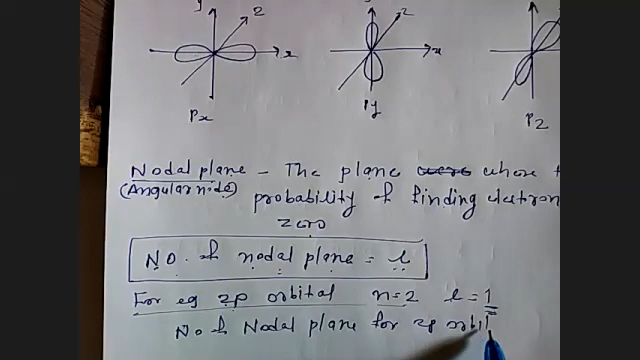 y z y z
x x
Px Py Pz
Nodal plane - The plane where
(Angular node) probability of finding electron
zero
NO. of nodal plane = l
For eg 2p orbital n=2 l=1
No of Nodal plane for 2p orbi